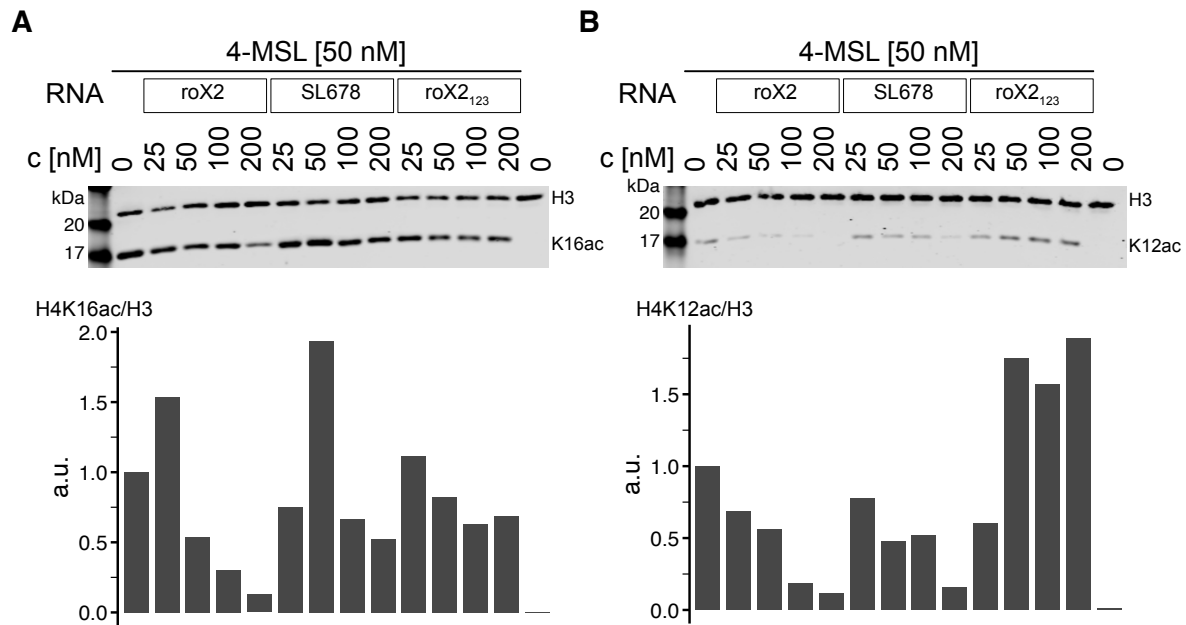 A
4-MSL [50 nM]
RNA roX2 SL678 roX2₁₂₃
c [nM] 0 25 50 100 200 25 50 100 200 25 50 100 200 0
kDa
H3
20
17
K16ac
H4K16ac/H3
2.0
1.5
1.0
0.5
0.0
a.u.
B
4-MSL [50 nM]
RNA roX2 SL678 roX2₁₂₃
c [nM] 0 25 50 100 200 25 50 100 200 25 50 100 200 0
kDa
H3
20
17
K12ac
H4K12ac/H3
1.5
1.0
0.5
0.0
a.u.